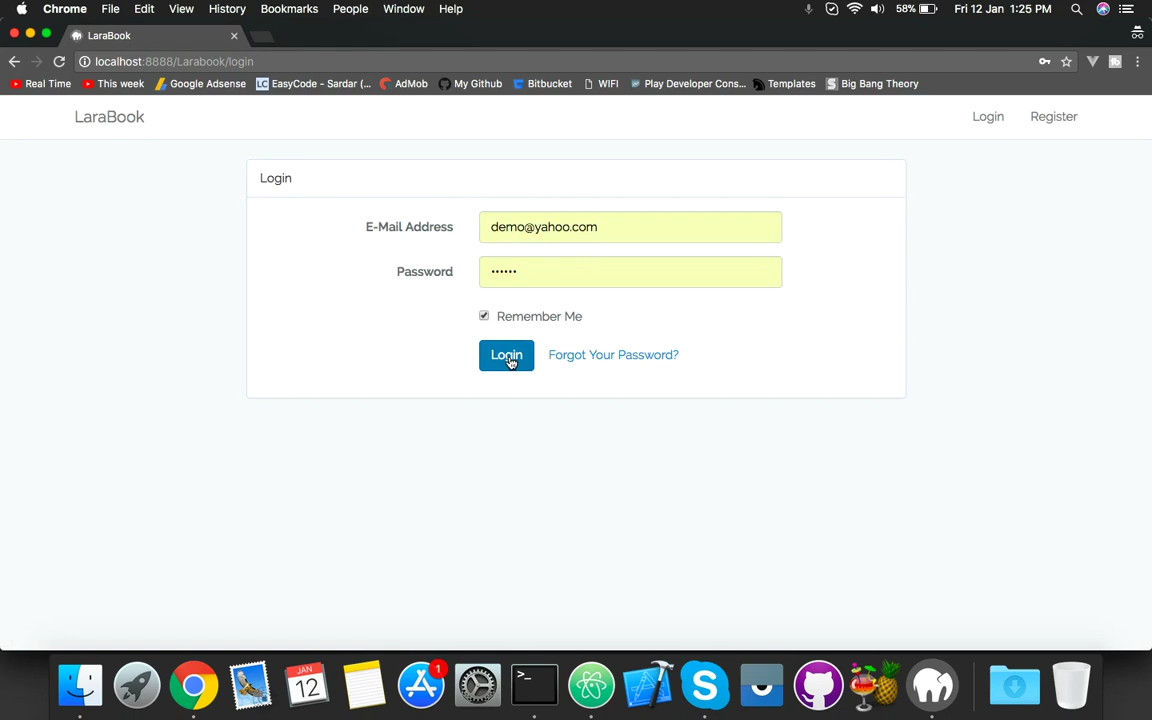 Chrome File Edit View History Bookmarks People Window Help 58% Fri 12 Jan 1:25 PM
LaraBook
localhost:8888/Larabook/login
Real Time This week Google Adsense LC EasyCode - Sardar (... AdMob My Github Bitbucket WIFI Play Developer Cons... Templates S Big Bang Theory
LaraBook Login Register
Login
E-Mail Address demo@yahoo.com
Password ••••••
Remember Me
Login Forgot Your Password?
JAN
12
1
>_
S